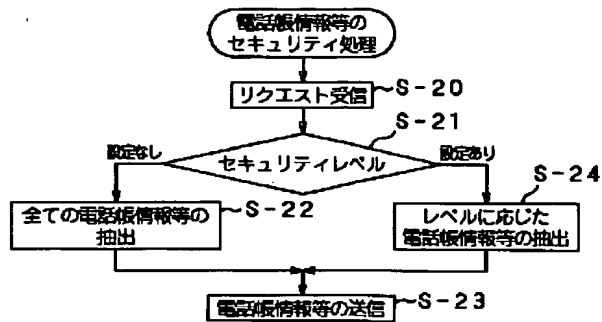 電話帳情報等の
セキュリティ処理
リクエスト受信
S-20
S-21
設定なし
セキュリティレベル
設定あり
S-24
全ての電話帳情報等の
抽出
S-22
レベルに応じた
電話帳情報等の抽出
電話帳情報等の送信
S-23